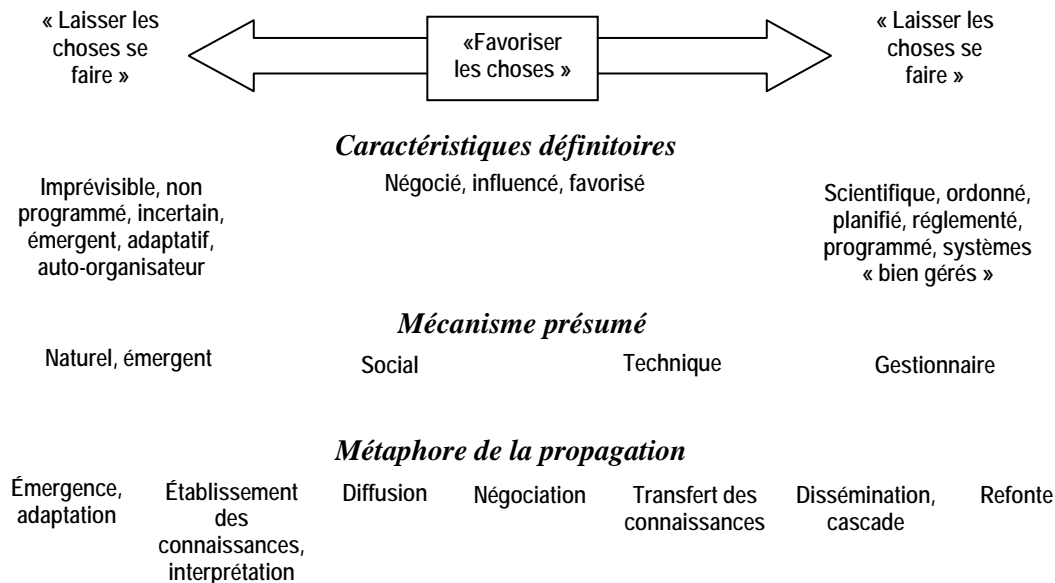 « Laisser les
choses se
faire »
«Favoriser
les choses »
« Laisser les
choses se
faire »
Caractéristiques définitoires
Imprévisible, non
programmé, incertain,
émergent, adaptatif,
auto-organisateur
Négocié, influencé, favorisé
Scientifique, ordonné,
planifié, réglementé,
programmé, systèmes
« bien gérés »
Mécanisme présumé
Naturel, émergent
Social
Technique
Gestionnaire
Métaphore de la propagation
Émergence,
adaptation
Établissement
des
connaissances,
interprétation
Diffusion
Négociation
Transfert des
connaissances
Dissémination,
cascade
Refonte